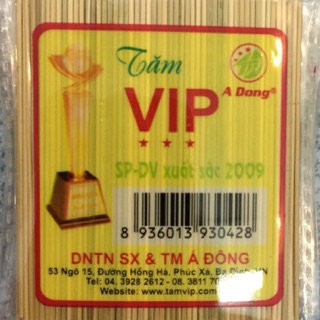 Tăm
A Dong®
VIP
SP-DV xuất sắc 2009
8 936013 930428
DNTN SX & TM Á ĐÔNG
53 Ngõ 15, Đường Hồng Hà, Phúc Xá, Ba Đình, HN
Tel: 04. 3928 2612 - 08. 3811
Website: www.tamvip.com